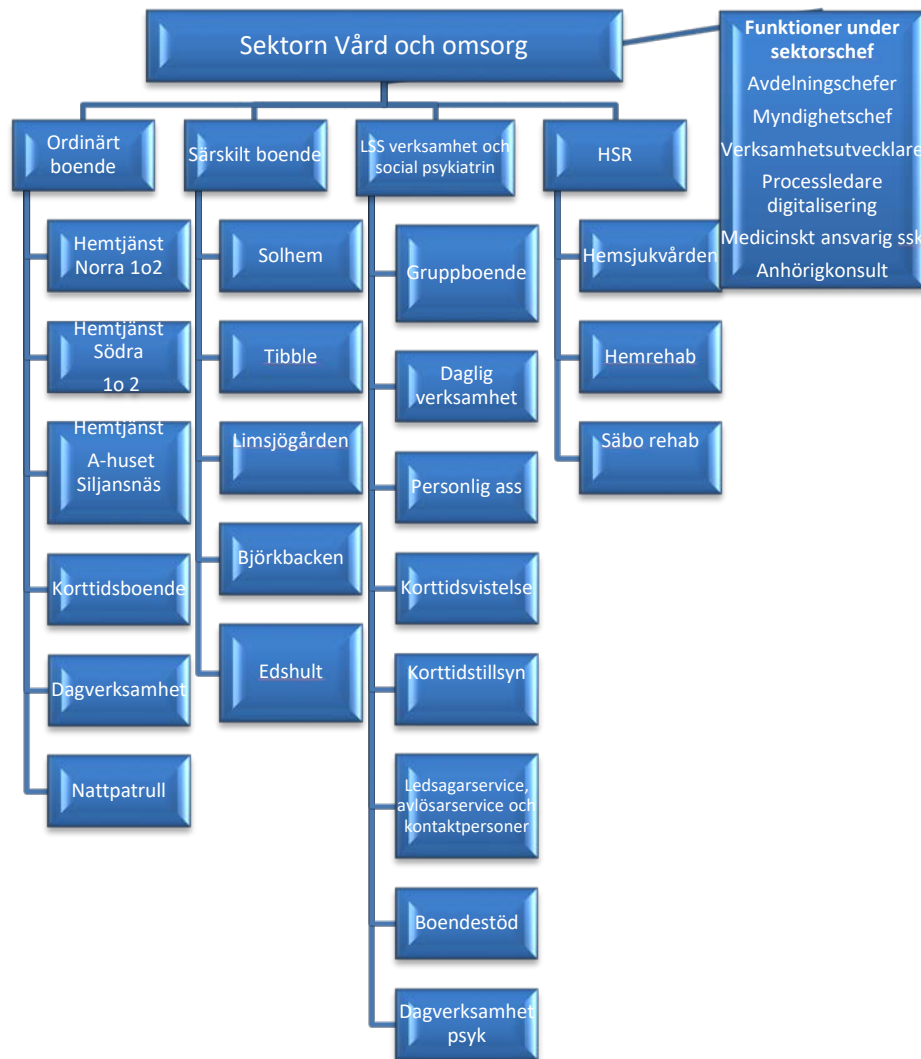 Sektorn Vård och omsorg
Funktioner under
sektorschef
Avdelningschefer
Myndighetschef
Verksamhetsutvecklare
Processledare
digitalisering
Medicinskt ansvarig ssk
Anhörigkonsult
Ordinärt
boende
Hemtjänst
Norra 1o2
Hemtjänst
Södra
1o 2
Hemtjänst
A-huset
Siljansnäs
Korttidsboende
Dagverksamhet
Nattpatrull
Särskilt boende
Solhem
Tibble
Limsjögården
Björkbacken
Edshult
LSS verksamhet och
social psykiatrin
Gruppboende
Daglig
verksamhet
Personlig ass
Korttidsvistelse
Korttidstillsyn
Ledsagarservice,
avlösarservice och
kontaktpersoner
Boendestöd
Dagverksamhet
psyk
HSR
Hemsjukvården
Hemrehab
Säbo rehab